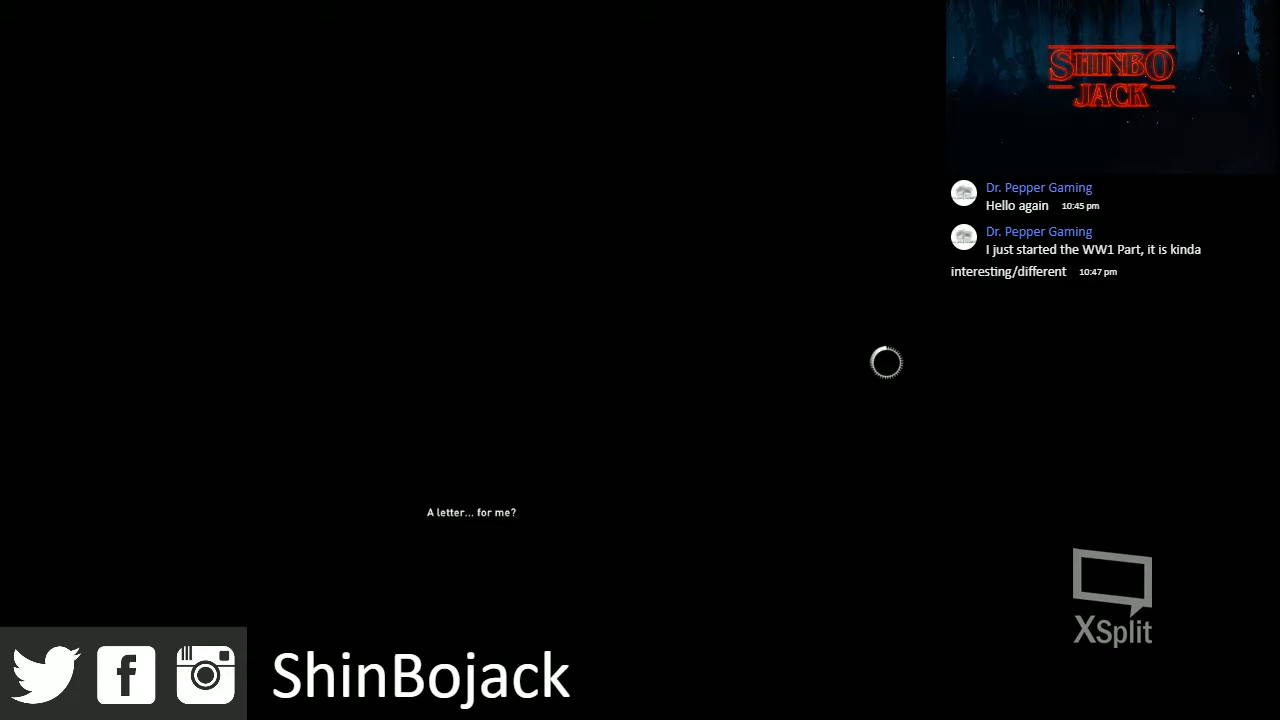 SHINBO
JACK
Dr. Pepper Gaming
Hello again 10:45 pm
Dr. Pepper Gaming
I just started the WW1 Part, it is kinda
interesting/different 10:47 pm
A letter... for me?
XSplit
ShinBojack